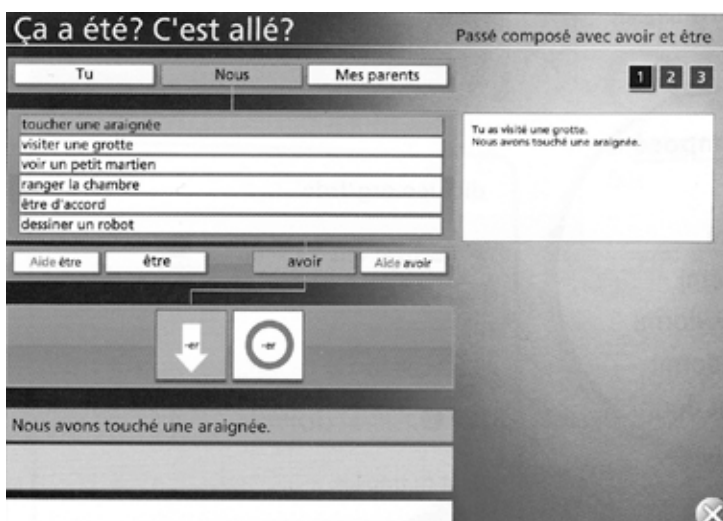 Ça a été? C'est allé?
Passé composé avec avoir et être
Tu
Nous
Mes parents
1 2 3
toucher une araignée
visiter une grotte
voir un petit martien
ranger la chambre
être d'accord
dessiner un robot
Tu as visité une grotte.
Nous avons touché une araignée.
Aide être
être
avoir
Aide avoir
-er
-er
Nous avons touché une araignée.